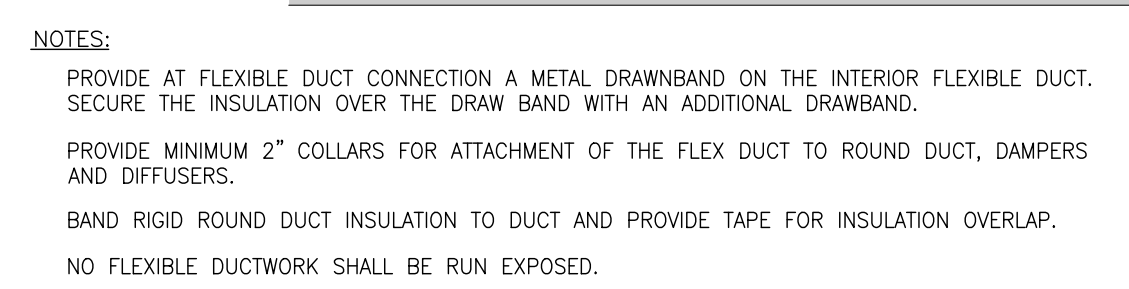 NOTES:
PROVIDE AT FLEXIBLE DUCT CONNECTION A METAL DRAWNBAND ON THE INTERIOR FLEXIBLE DUCT.
SECURE THE INSULATION OVER THE DRAW BAND WITH AN ADDITIONAL DRAWBAND.
PROVIDE MINIMUM 2” COLLARS FOR ATTACHMENT OF THE FLEX DUCT TO ROUND DUCT, DAMPERS
AND DIFFUSERS.
BAND RIGID ROUND DUCT INSULATION TO DUCT AND PROVIDE TAPE FOR INSULATION OVERLAP.
NO FLEXIBLE DUCTWORK SHALL BE RUN EXPOSED.